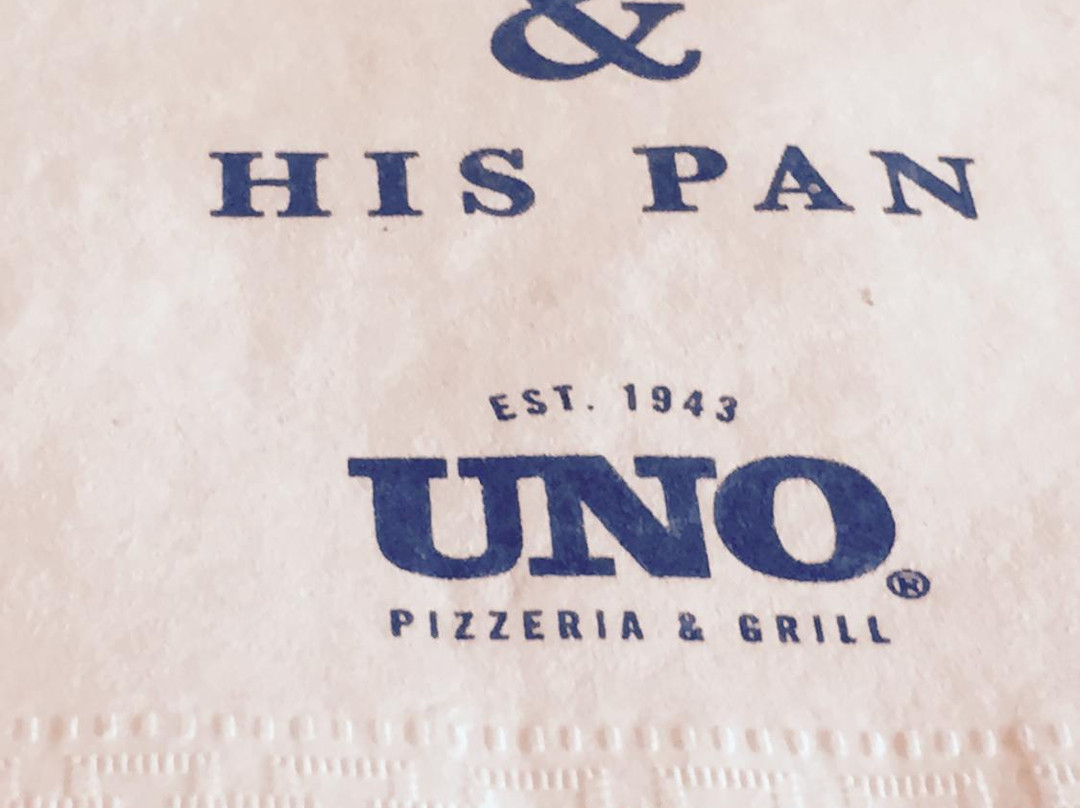 &
HIS PAN
EST. 1943
UNO®
PIZZERIA & GRILL